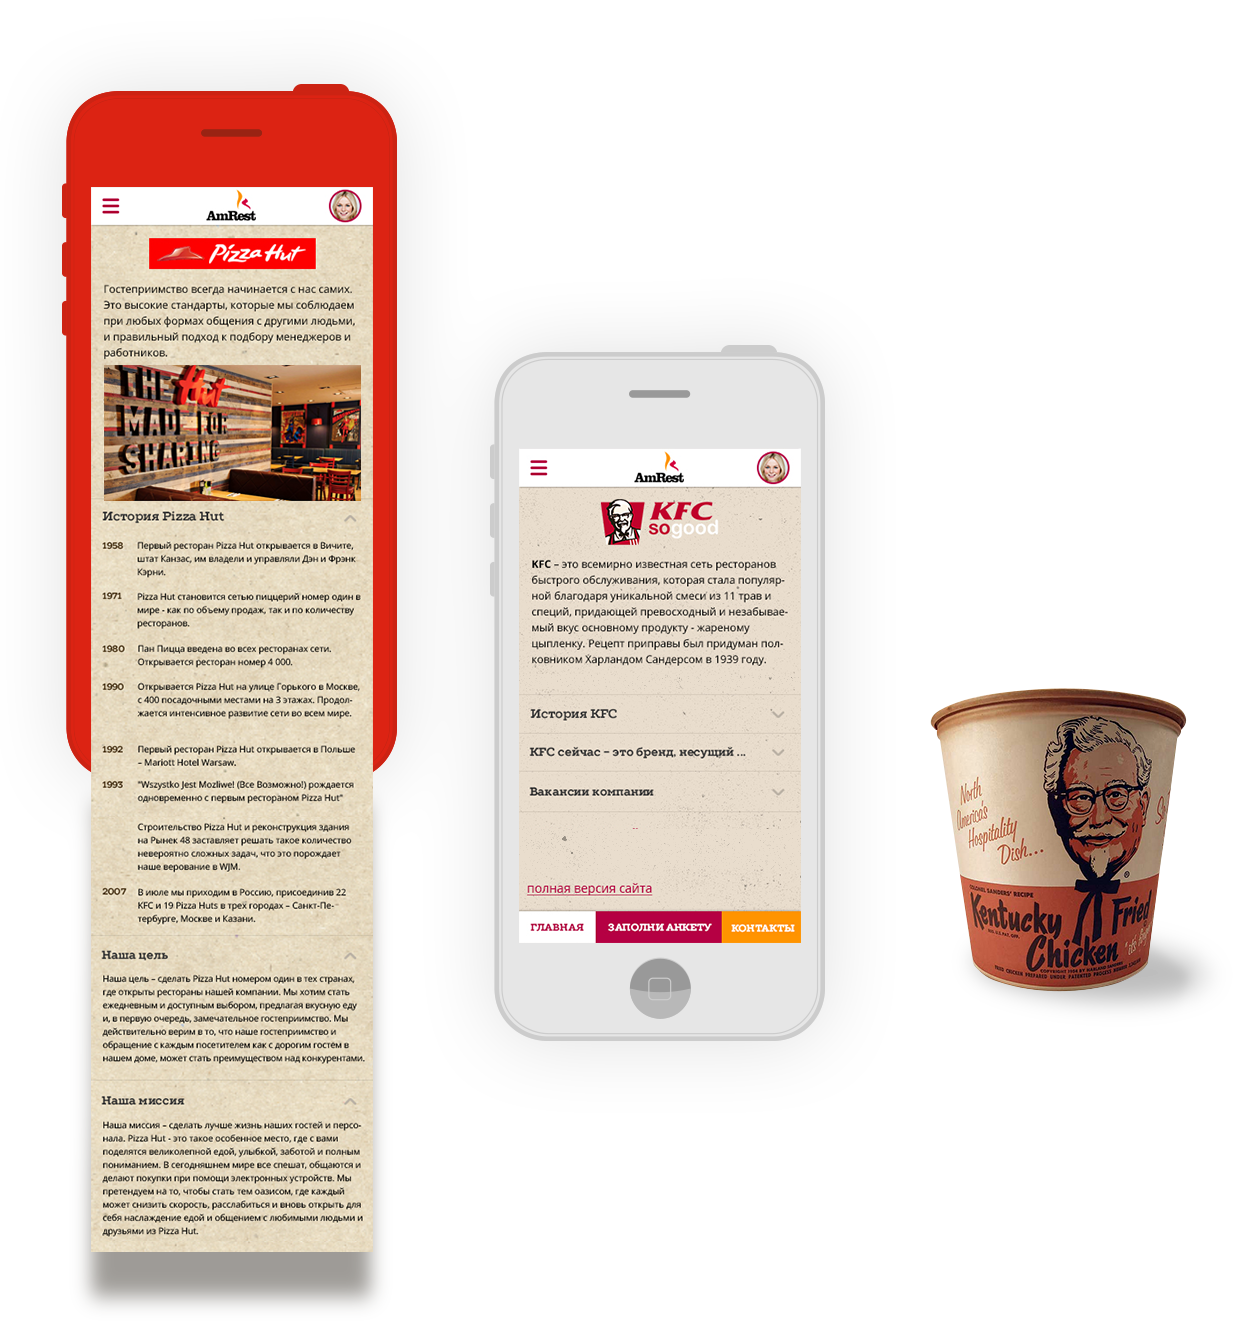 AmRest
Pizza Hut
Гостеприимство всегда начинается с нас самих.
Это высокие стандарты, которые мы соблюдаем
при любых формах общения с другими людьми,
и правильный подход к подбору менеджеров и
работников.
THE Hut
MADE FOR
SHARING
История Pizza Hut
1958 Первый ресторан Pizza Hut открывается в Вичите,
штат Канзас, им владели и управляли Дэн и Фрэнк
Кэрни.
1971 Pizza Hut становится сетью пиццерий номер один в
мире - как по объему продаж, так и по количеству
ресторанов.
1980 Пан Пицца введена во всех ресторанах сети.
Открывается ресторан номер 4 000.
1990 Открывается Pizza Hut на улице Горького в Москве,
с 400 посадочными местами на 3 этажах. Продол-
жается интенсивное развитие сети во всем мире.
1992 Первый ресторан Pizza Hut открывается в Польше
– Mariott Hotel Warsaw.
1993 "Wszystko Jest Mozliwe! (Все Возможно!) рождается
одновременно с первым рестораном Pizza Hut"
Строительство Pizza Hut и реконструкция здания
на Рынек 48 заставляет решать такое количество
невероятно сложных задач, что это порождает
наше верование в WJM.
2007 В июле мы приходим в Россию, присоединив 22
KFC и 19 Pizza Huts в трех городах – Санкт-Пе-
тербурге, Москве и Казани.
Наша цель
Наша цель – сделать Pizza Hut номером один в тех странах,
где открыты рестораны нашей компании. Мы хотим стать
ежедневным и доступным выбором, предлагая вкусную еду
и, в первую очередь, замечательное гостеприимство. Мы
действительно верим в то, что наше гостеприимство и
обращение с каждым посетителем как с дорогим гостем в
нашем доме, может стать преимуществом над конкурентами.
Наша миссия
Наша миссия – сделать лучше жизнь наших гостей и персо-
нала. Pizza Hut - это такое особенное место, где с вами
поделятся великолепной едой, улыбкой, заботой и полным
пониманием. В сегодняшнем мире все спешат, общаются и
делают покупки при помощи электронных устройств. Мы
претендуем на то, чтобы стать тем оазисом, где каждый
может снизить скорость, расслабиться и вновь открыть для
себя наслаждение едой и общением с любимыми людьми и
друзьями из Pizza Hut.
AmRest
KFC
sogood
KFC – это всемирно известная сеть ресторанов
быстрого обслуживания, которая стала популяр-
ной благодаря уникальной смеси из 11 трав и
специй, придающей превосходный и незабывае-
мый вкус основному продукту - жареному
цыпленку. Рецепт приправы был придуман пол-
ковником Харландом Сандерсом в 1939 году.
История KFC
KFC сейчас – это бренд, несущий ...
Вакансии компании
полная версия сайта
ГЛАВНАЯ
ЗАПОЛНИ АНКЕТУ
КОНТАКТЫ
North
America's
Hospitality
Dish...
So
®
COLONEL SANDERS' RECIPE
Kentucky Fried
Chicken
"it's